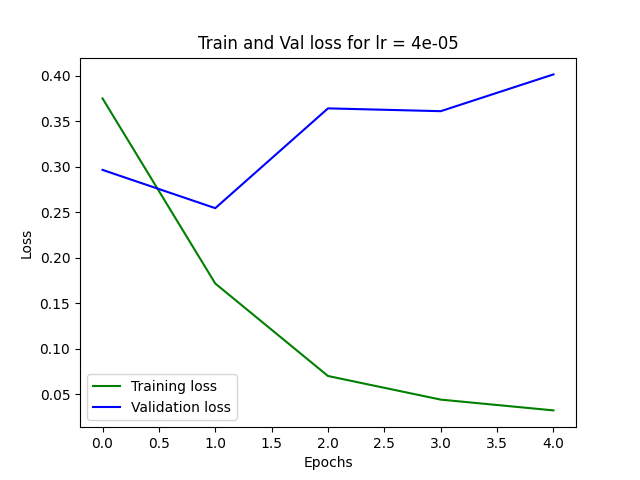 Train and Val loss for lr = 4e-05
0.40
0.35
0.30
0.25
0.20
0.15
0.10
0.05
Loss
Training loss
Validation loss
0.0 0.5 1.0 1.5 2.0 2.5 3.0 3.5 4.0
Epochs